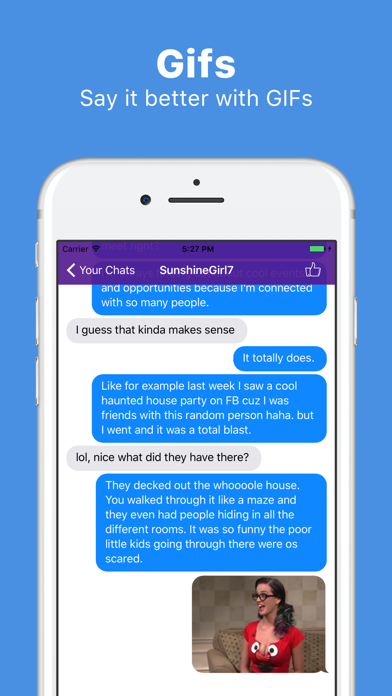 Gifs
Say it better with GIFs
Carrier 5:27 PM
Your Chats SunshineGirl7
cool events
and opportunities because I'm connected
with so many people.
I guess that kinda makes sense
It totally does.
Like for example last week I saw a cool
haunted house party on FB cuz I was
friends with this random person haha. but
I went and it was a total blast.
lol, nice what did they have there?
They decked out the whoooole house.
You walked through it like a maze and
they even had people hiding in all the
different rooms. It was so funny the poor
little kids going through there were os
scared.